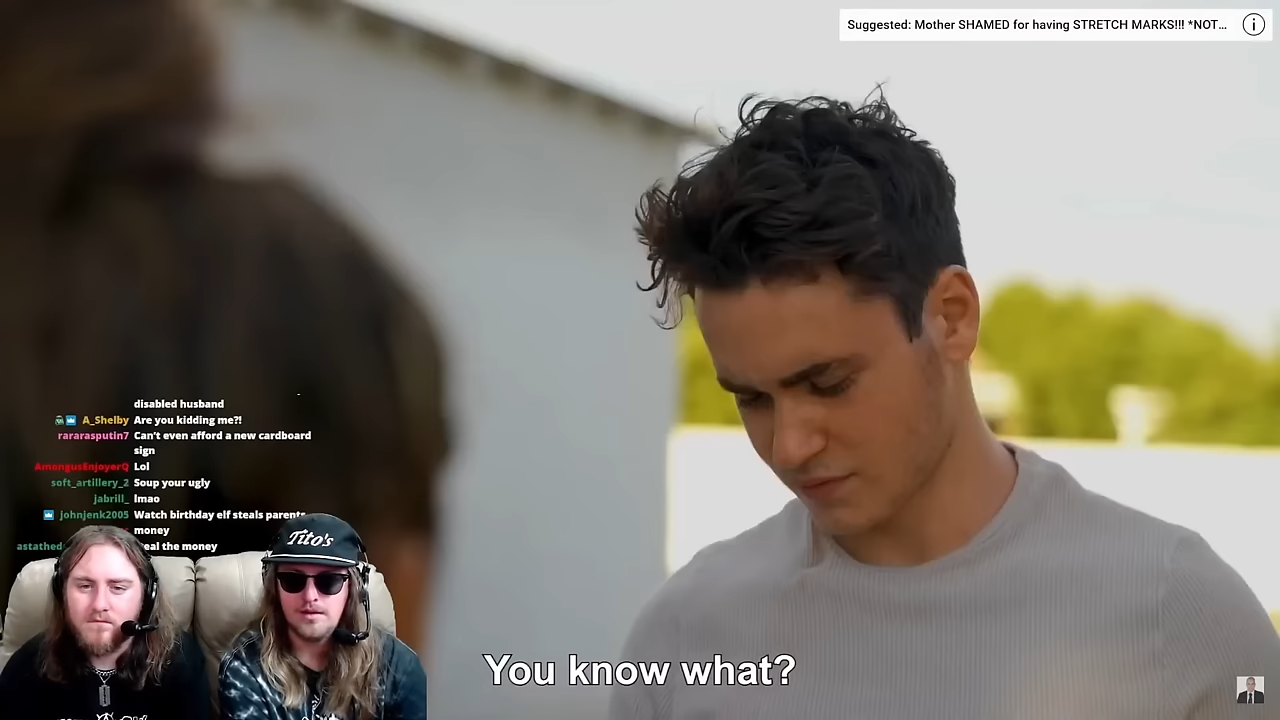 Suggested: Mother SHAMED for having STRETCH MARKS!!! *NOT...
disabled husband
A_Shelby Are you kidding me?!
rararasputin7 Can't even afford a new cardboard
sign
AmongusEnjoyerQ Lol
soft_artillery_2 Soup your ugly
jabrill_ lmao
johnjenk2005 Watch birthday elf steals parents
money
astathed eal the money
Tito's
You know what?